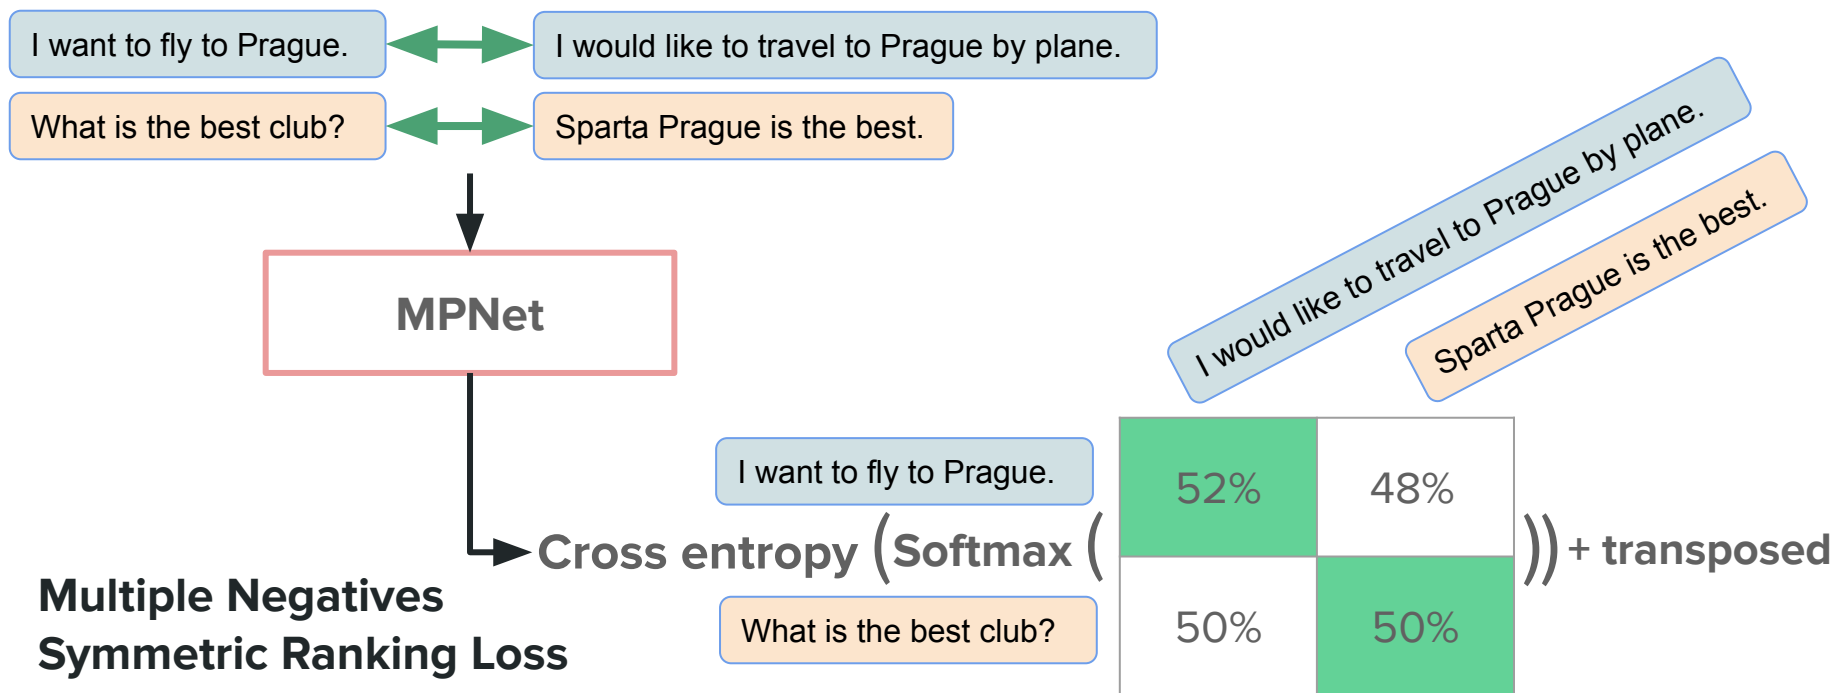 I want to fly to Prague.
I would like to travel to Prague by plane.
What is the best club?
Sparta Prague is the best.
MPNet
I would like to travel to Prague by plane.
Sparta Prague is the best.
I want to fly to Prague.
52%
48%
Cross entropy (Softmax ( )) + transposed
What is the best club?
50%
50%
Multiple Negatives
Symmetric Ranking Loss